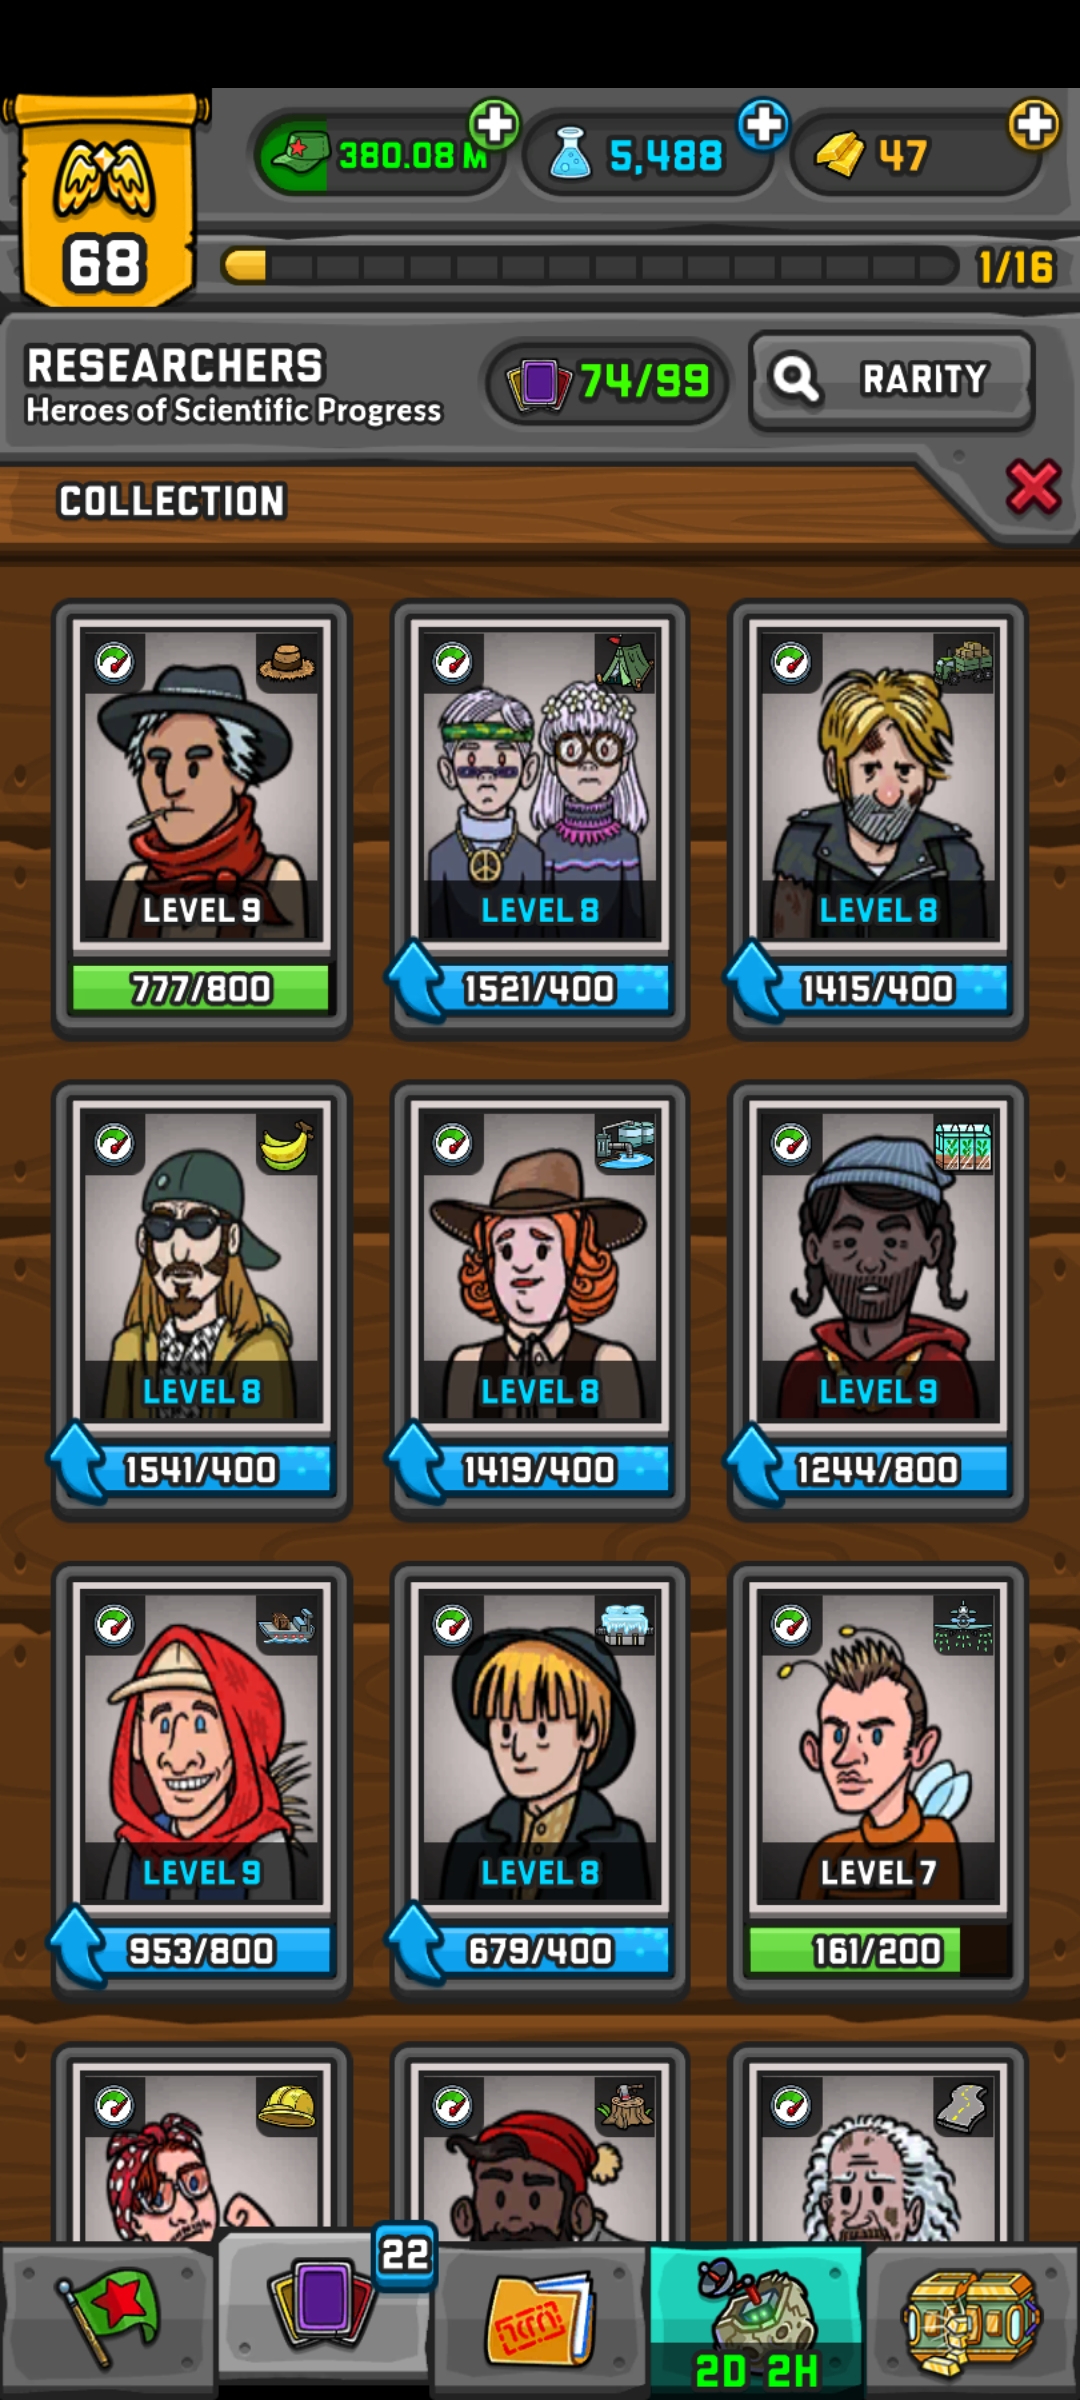 380.08 M
5,488
47
68
1/16
RESEARCHERS
Heroes of Scientific Progress
74/99
RARITY
COLLECTION
LEVEL 9
LEVEL 8
LEVEL 8
777/800
1521/400
1415/400
LEVEL 8
LEVEL 8
LEVEL 9
1541/400
1419/400
1244/800
LEVEL 9
LEVEL 8
LEVEL 7
953/800
679/400
161/200
22
2D 2H